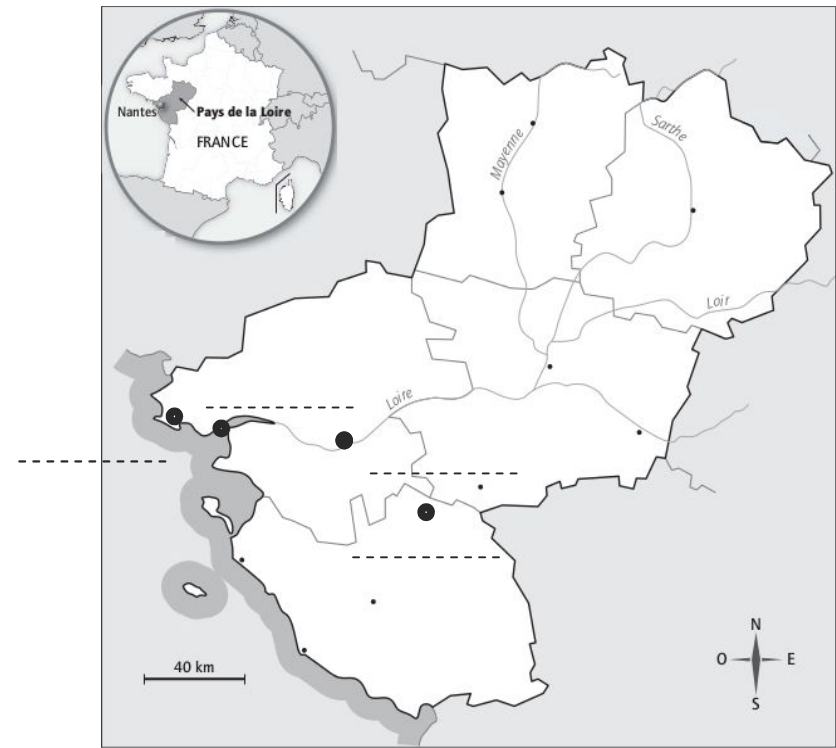 Nantes
Pays de la Loire
FRANCE
Mayenne
Sarthe
Loir
Loire
40 km
N
O
E
S